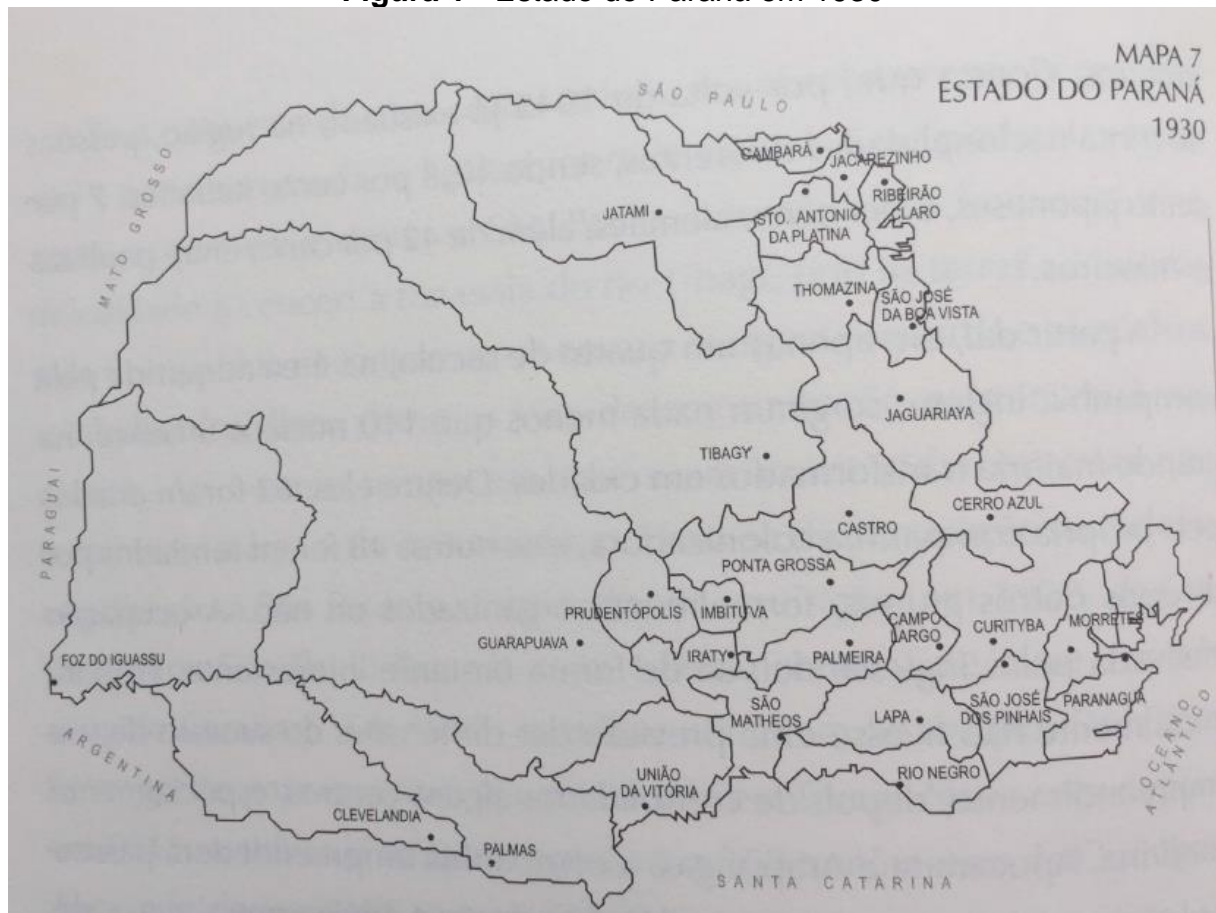 Figura 1 - Estado do Paraná em 1930
MAPA 7
ESTADO DO PARANÁ
1930
SÃO PAULO
MATO GROSSO
CAMBARÁ
JACAREZINHO
RIBEIRÃO
CLARO
JATAMI
STO. ANTONIO
DA PLATINA
THOMAZINA
SÃO JOSÉ
DA BOA VISTA
JAGUARIAYA
TIBAGY
CERRO AZUL
CASTRO
PARAGUAI
PONTA GROSSA
PRUDENTÓPOLIS
IMBITUVA
CAMPO
LARGO
CURITYBA
MORRETES
GUARAPUAVA
IRATY
PALMEIRA
FOZ DO IGUASSU
SÃO
MATHEOS
LAPA
SÃO JOSÉ
DOS PINHAIS
PARANAGUA
OCEANO
ATLÂNTICO
ARGENTINA
UNIÃO
DA VITÓRIA
RIO NEGRO
CLEVELANDIA
PALMAS
SANTA CATARINA